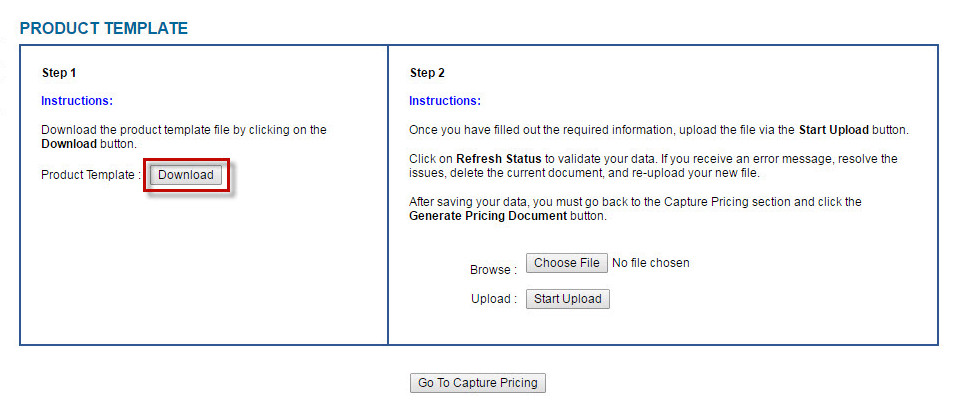 PRODUCT TEMPLATE
Step 1
Instructions:
Download the product template file by clicking on the
Download button.
Product Template : Download
Step 2
Instructions:
Once you have filled out the required information, upload the file via the Start Upload button.
Click on Refresh Status to validate your data. If you receive an error message, resolve the
issues, delete the current document, and re-upload your new file.
After saving your data, you must go back to the Capture Pricing section and click the
Generate Pricing Document button.
Browse : Choose File No file chosen
Upload : Start Upload
Go To Capture Pricing